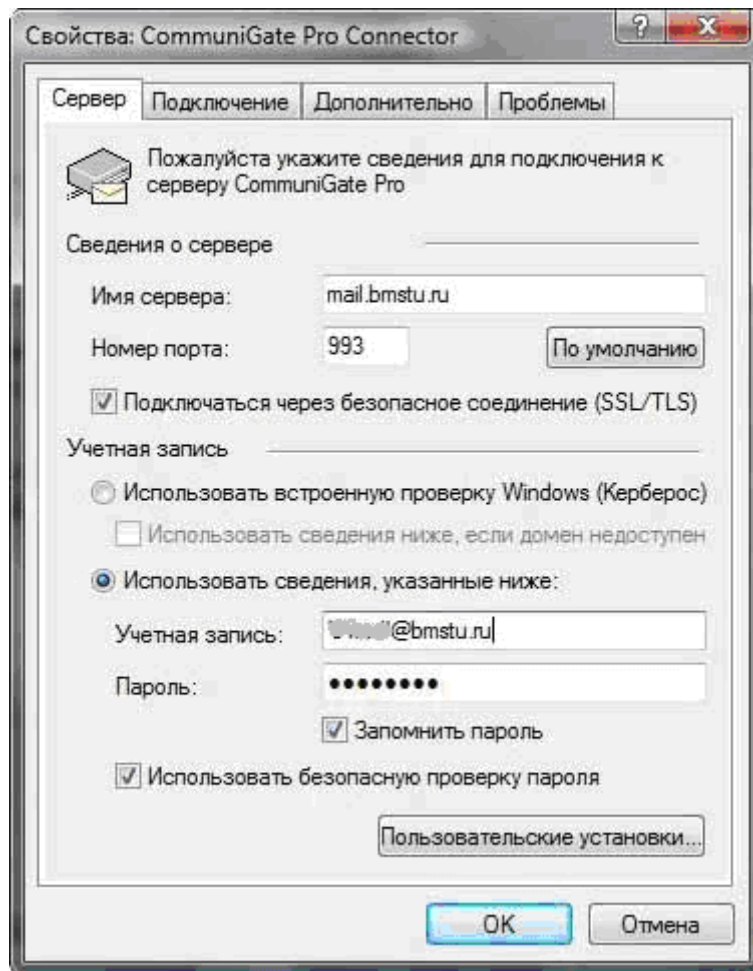 Свойства: CommuniGate Pro Connector
Сервер Подключение Дополнительно Проблемы
Пожалуйста укажите сведения для подключения к
серверу CommuniGate Pro
Сведения о сервере
Имя сервера: mail.bmstu.ru
Номер порта: 993 По умолчанию
Подключаться через безопасное соединение (SSL/TLS)
Учетная запись
Использовать встроенную проверку Windows (Керберос)
Использовать сведения ниже, если домен недоступен
Использовать сведения, указанные ниже:
Учетная запись: @bmstu.ru
Пароль: ••••••••
Запомнить пароль
Использовать безопасную проверку пароля
Пользовательские установки...
OK Отмена